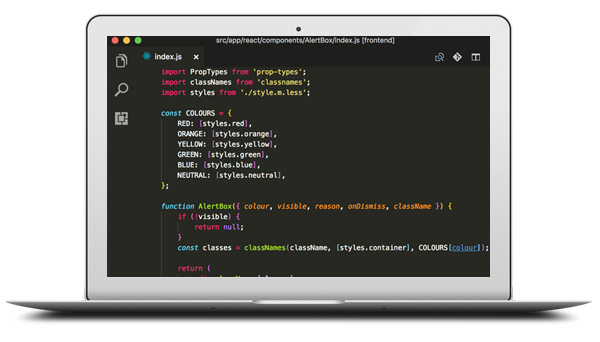 src/app/react/components/AlertBox/index.js [frontend]
index.js
import PropTypes from 'prop-types';
import classNames from 'classnames';
import styles from './style.m.less';
const COLOURS = {
RED: [styles.red],
ORANGE: [styles.orange],
YELLOW: [styles.yellow],
GREEN: [styles.green],
BLUE: [styles.blue],
NEUTRAL: [styles.neutral],
};
function AlertBox({ colour, visible, reason, onDismiss, className }) {
if (!visible) {
return null;
}
const classes = classNames(className, [styles.container], COLOURS[colour]);
return (